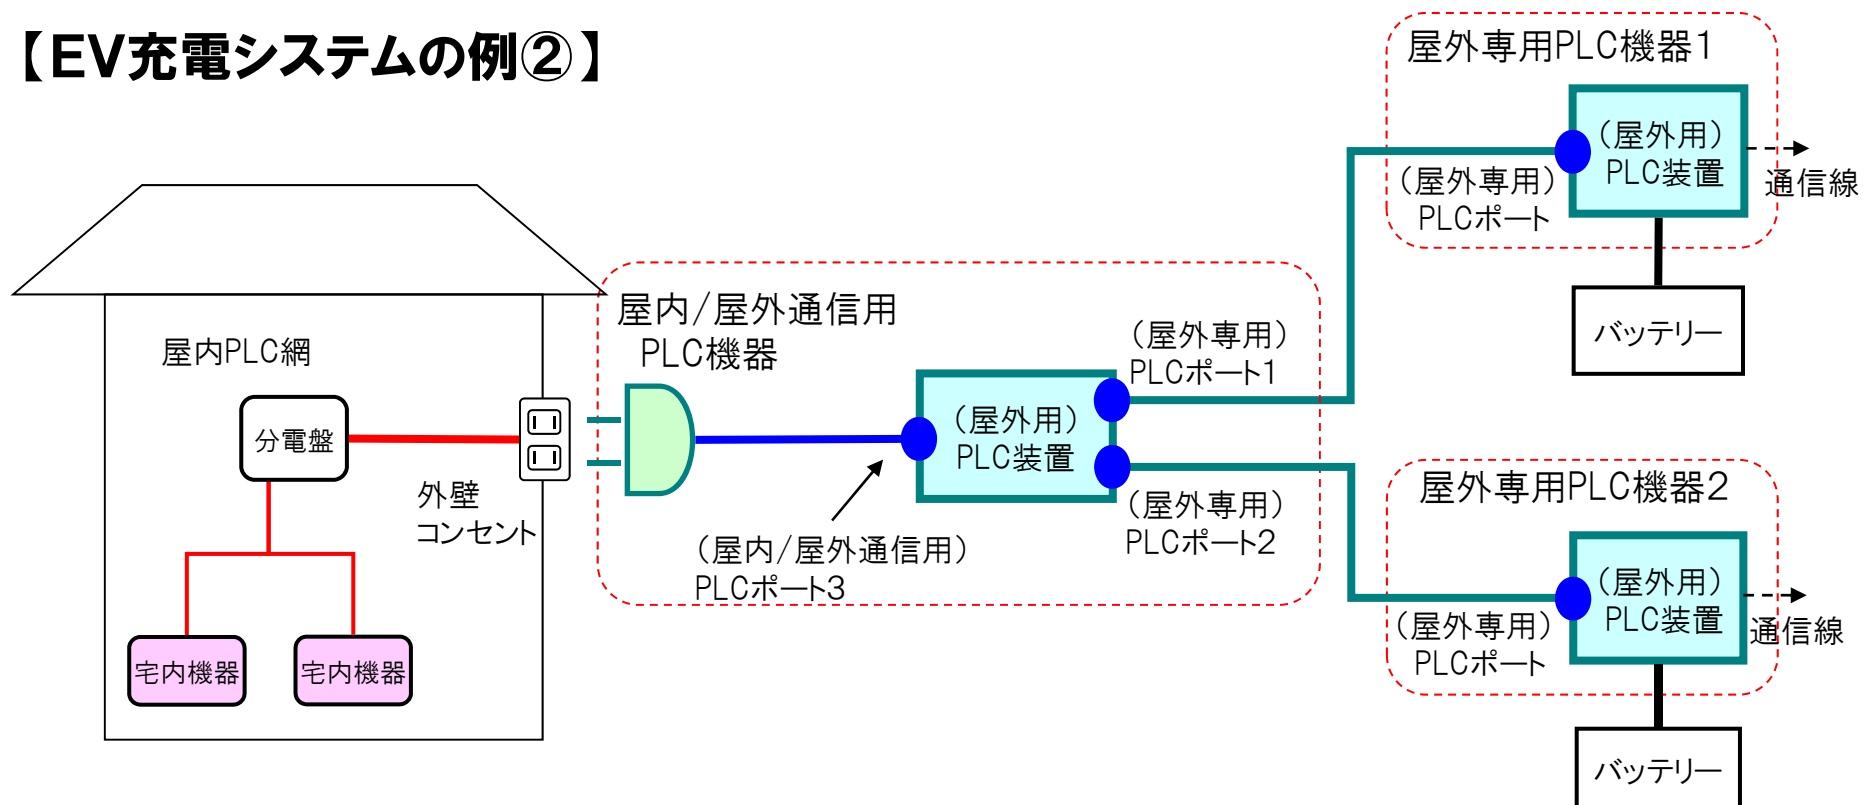 【EV充電システムの例②】
屋外専用PLC機器1
（屋外用）
PLC装置
（屋外専用）
PLCポート
通信線
バッテリー
屋内/屋外通信用
PLC機器
（屋外専用）
PLCポート1
屋内PLC網
分電盤
（屋外用）
PLC装置
外壁
コンセント
（屋外専用）
PLCポート2
（屋内/屋外通信用）
PLCポート3
宅内機器
宅内機器
屋外専用PLC機器2
（屋外用）
PLC装置
（屋外専用）
PLCポート
通信線
バッテリー